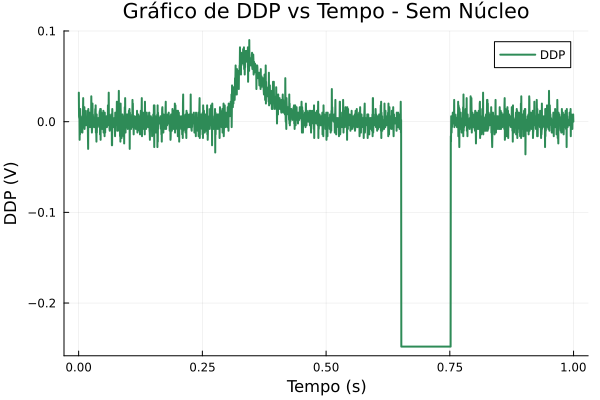 Gráfico de DDP vs Tempo - Sem Núcleo
DDP
0.1
0.0
−0.1
−0.2
DDP (V)
0.00 0.25 0.50 0.75 1.00
Tempo (s)